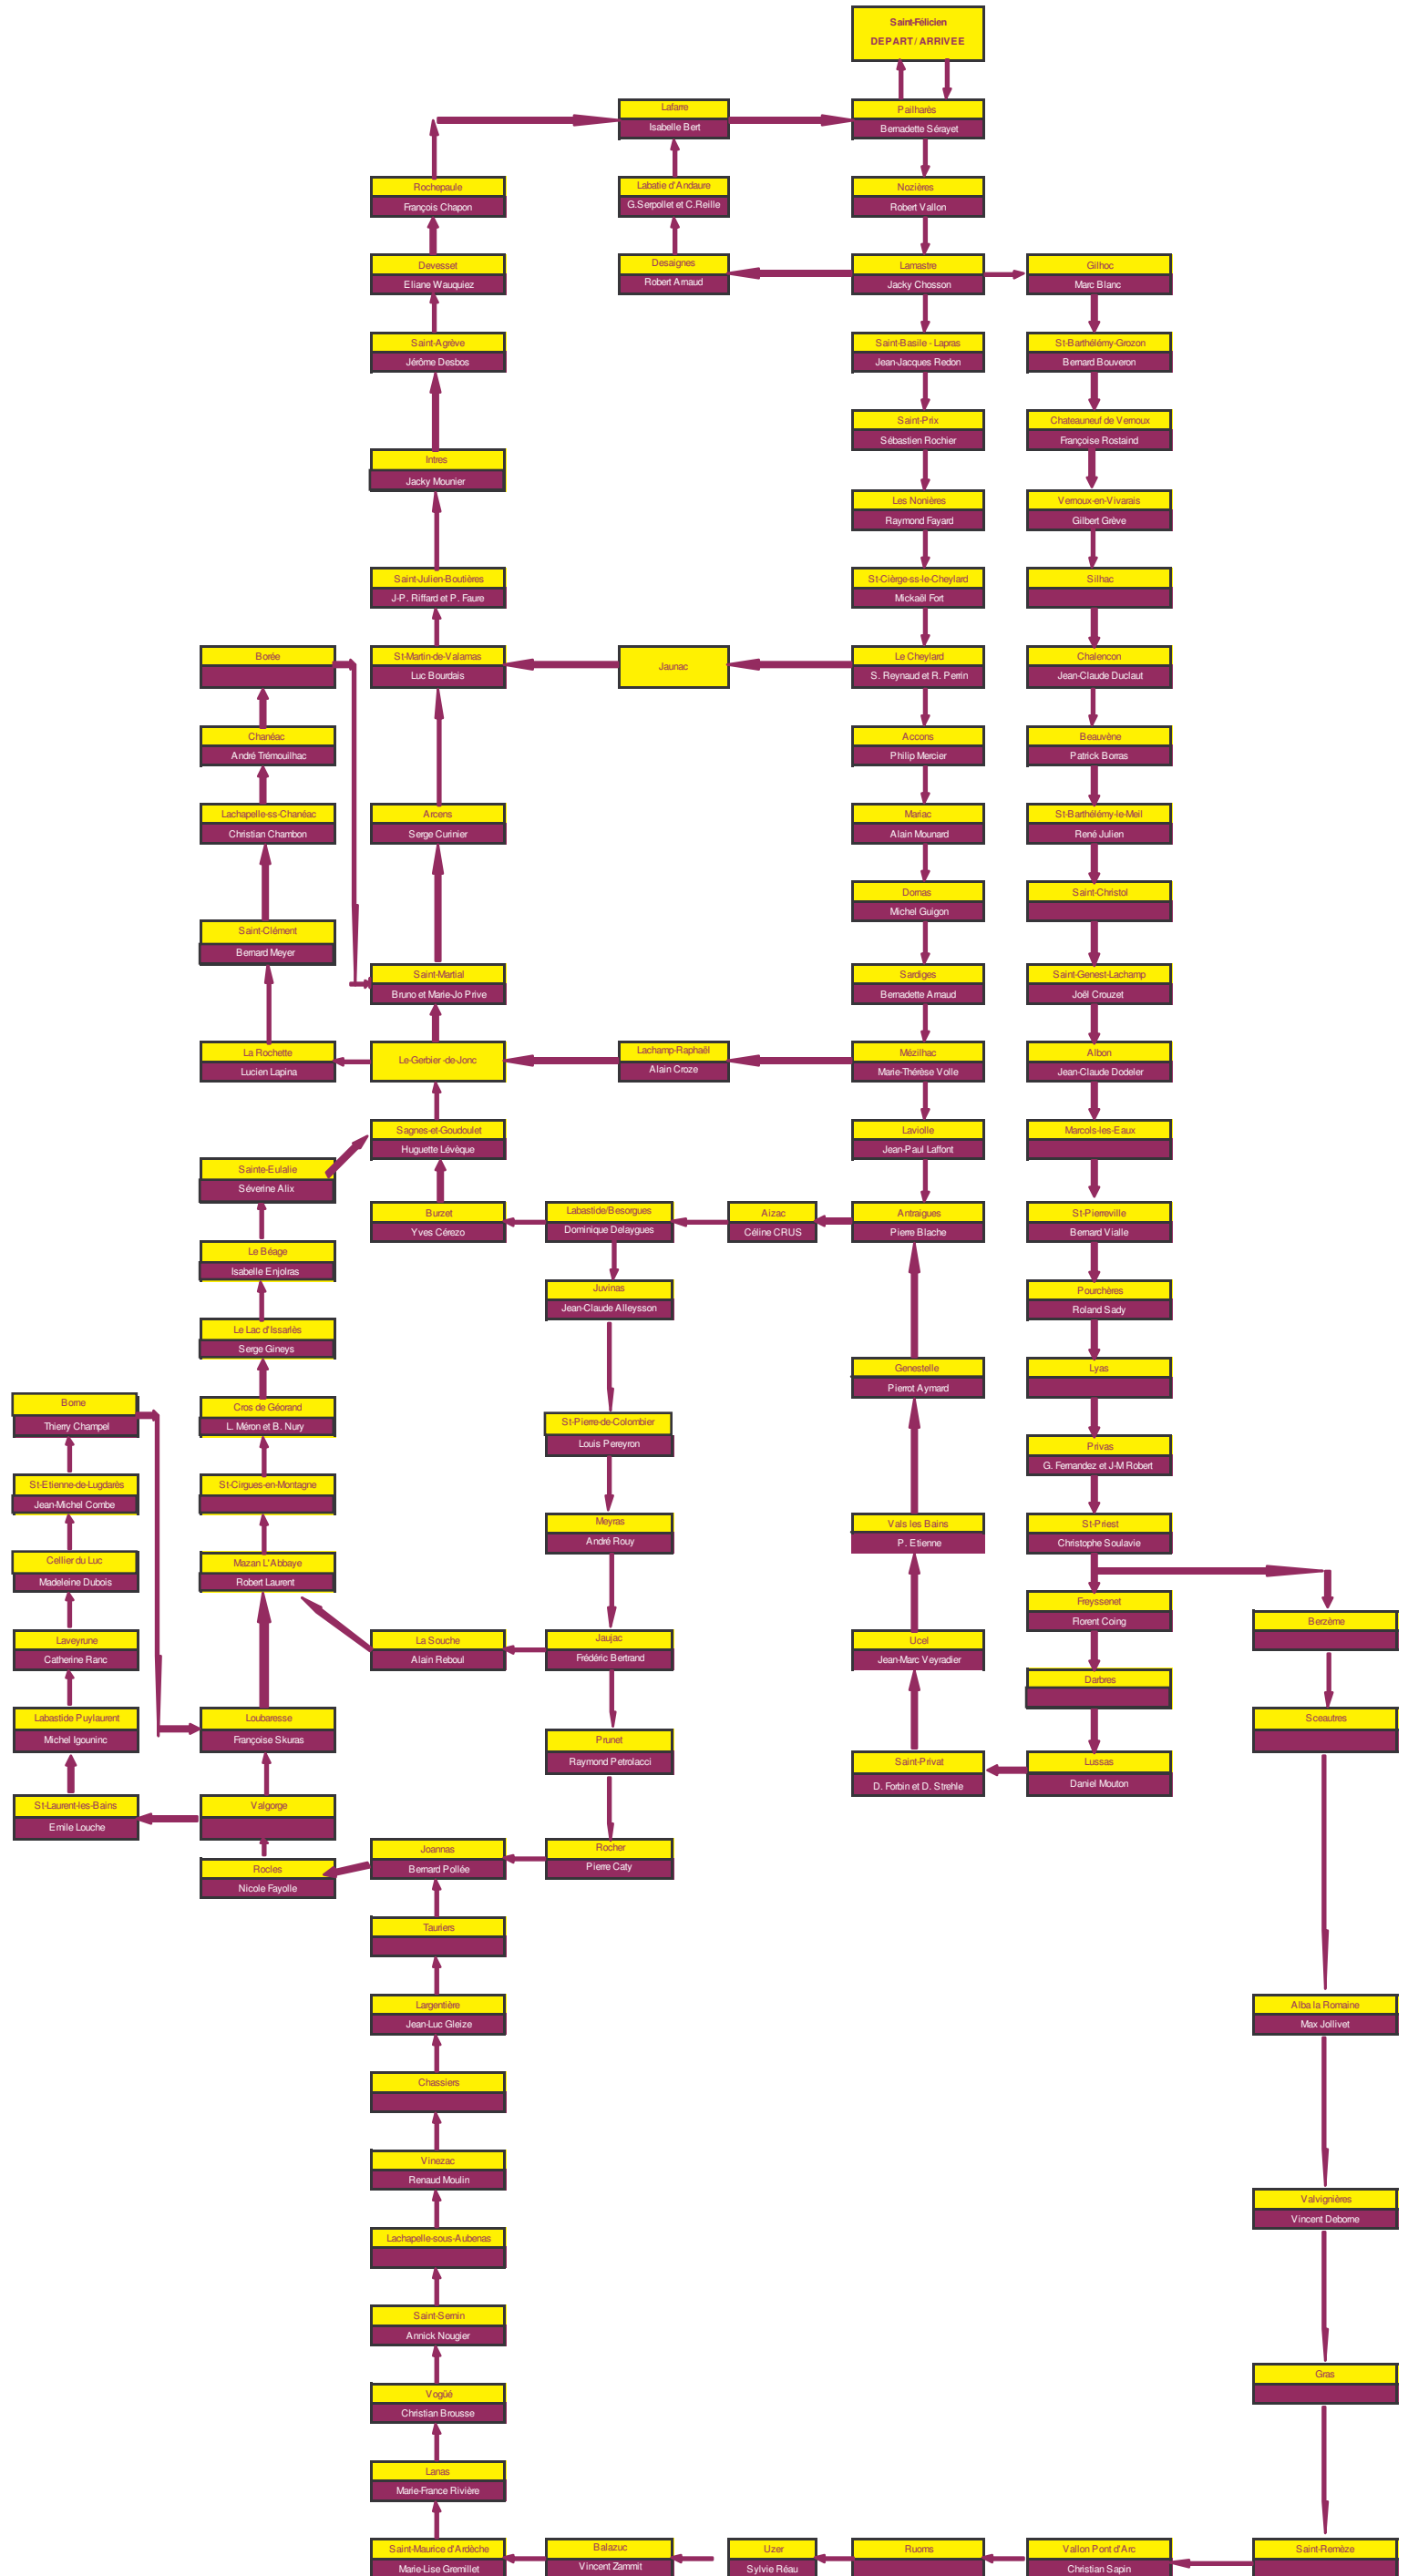 Saint-Félicien
DEPART / ARRIVEE
Lafarre
Isabelle Bert
Pailharès
Bernadette Sérayet
Rochepaule
François Chapon
Labatie d'Andaure
G.Serpollet et C.Reille
Nozières
Robert Vallon
Devesset
Eliane Wauquiez
Desaignes
Robert Arnaud
Lamastre
Jacky Chosson
Gilhoc
Marc Blanc
Saint-Agrève
Jérôme Desbos
Saint-Basile - Lapras
Jean-Jacques Redon
St-Barthélémy-Grozon
Bernard Bouveron
Saint-Prix
Sébastien Rochier
Chateauneuf de Vernoux
Françoise Rostaind
Intres
Jacky Mounier
Les Nonières
Raymond Fayard
Vernoux-en-Vivarais
Gilbert Grève
Saint-Julien-Boutières
J-P. Riffard et P. Faure
St-Cièrge-ss-le-Cheylard
Mickaël Fort
Silhac
Borée
St-Martin-de-Valamas
Luc Bourdais
Jaunac
Le Cheylard
S. Reynaud et R. Perrin
Chalencon
Jean-Claude Duclaut
Chanéac
André Trémouilhac
Accons
Philip Mercier
Beauvène
Patrick Borras
Lachapelle-ss-Chanéac
Christian Chambon
Arcens
Serge Curinier
Mariac
Alain Mounard
St-Barthélémy-le-Meil
René Julien
Dornas
Michel Guigon
Saint-Christol
Saint-Clément
Bernard Meyer
Saint-Martial
Bruno et Marie-Jo Prive
Sardiges
Bernadette Arnaud
Saint-Genest-Lachamp
Joël Crouzet
La Rochette
Lucien Lapina
Le-Gerbier -de-Jonc
Lachamp-Raphaël
Alain Croze
Mézilhac
Marie-Thérèse Volle
Albon
Jean-Claude Dodeler
Sagnes-et-Goudoulet
Huguette Lévèque
Laviolle
Jean-Paul Laffont
Marcols-les-Eaux
Sainte-Eulalie
Séverine Alix
Burzet
Yves Cérezo
Labastide/Besorgues
Dominique Delaygues
Aizac
Céline CRUS
Antraigues
Pierre Blache
St-Pierreville
Bernard Vialle
Le Béage
Isabelle Enjolras
Juvinas
Jean-Claude Alleysson
Pourchères
Roland Sady
Le Lac d'Issarlès
Serge Gineys
Genestelle
Pierrot Aymard
Lyas
Borne
Thierry Champel
Cros de Géorand
L. Méron et B. Nury
St-Pierre-de-Colombier
Louis Pereyron
Privas
G. Fernandez et J-M Robert
St-Etienne-de-Lugdarès
Jean-Michel Combe
St-Cirgues-en-Montagne
Meyras
André Rouy
Vals les Bains
P. Etienne
St-Priest
Christophe Soulavie
Cellier du Luc
Madeleine Dubois
Mazan L'Abbaye
Robert Laurent
Freyssenet
Florent Coing
Berzème
Laveyrune
Catherine Ranc
La Souche
Alain Reboul
Jaujac
Frédéric Bertrand
Ucel
Jean-Marc Veyradier
Darbres
Labastide Puylaurent
Michel Igouninc
Loubaresse
Françoise Skuras
Sceautres
Prunet
Raymond Petrolacci
Saint-Privat
D. Forbin et D. Strehle
Lussas
Daniel Mouton
St-Laurent-les-Bains
Emile Louche
Valgorge
Joannas
Bernard Pollée
Rocher
Pierre Caty
Rocles
Nicole Fayolle
Tauriers
Largentière
Jean-Luc Gleize
Alba la Romaine
Max Jollivet
Chassiers
Vinezac
Renaud Moulin
Valvignières
Vincent Deborne
Lachapelle-sous-Aubenas
Saint-Sernin
Annick Nougier
Gras
Vogüé
Christian Brousse
Lanas
Marie-France Rivière
Saint-Maurice d'Ardèche
Marie-Lise Gremillet
Balazuc
Vincent Zammit
Uzer
Sylvie Réau
Ruoms
Vallon Pont d'Arc
Christian Sapin
Saint-Remèze